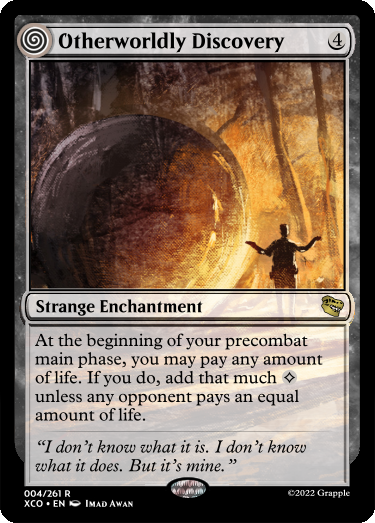 Otherworldly Discovery 4
Strange Enchantment
At the beginning of your precombat
main phase, you may pay any amount
of life. If you do, add that much
unless any opponent pays an equal
amount of life.
“I don’t know what it is. I don’t know
what it does. But it’s mine.”
004/261 R
XCO • EN Imad Awan
©2022 Grapple